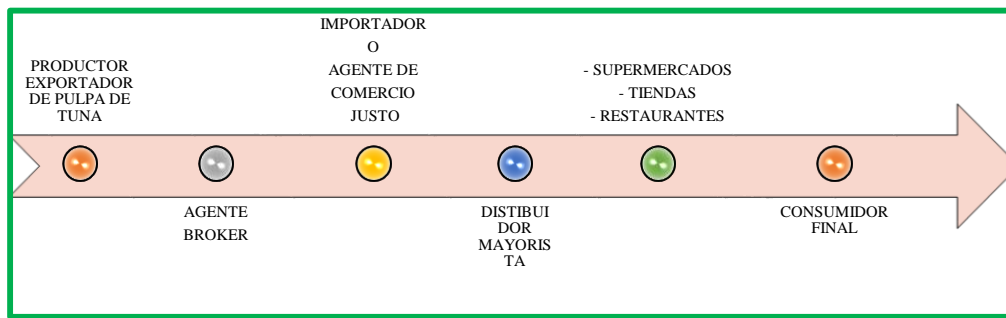 PRODUCTOR
EXPORTADOR
DE PULPA DE
TUNA
AGENTE
BROKER
IMPORTADOR
O
AGENTE DE
COMERCIO
JUSTO
DISTIBUI
DOR
MAYORIS
TA
- SUPERMERCADOS
- TIENDAS
- RESTAURANTES
CONSUMIDOR
FINAL